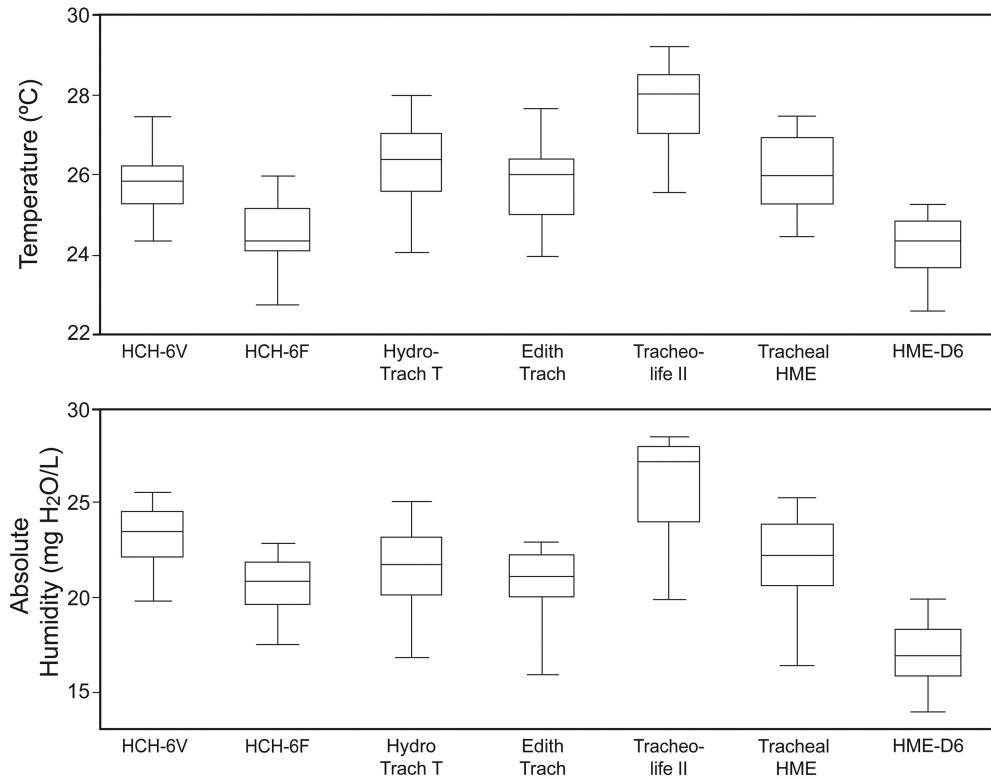 30
28
26
24
22
Temperature (ºC)
HCH-6V
HCH-6F
Hydro-
Trach T
Edith
Trach
Tracheo-
life II
Tracheal
HME
HME-D6
30
25
20
15
Absolute
Humidity (mg H₂O/L)
HCH-6V
HCH-6F
Hydro
Trach T
Edith
Trach
Tracheo-
life II
Tracheal
HME
HME-D6